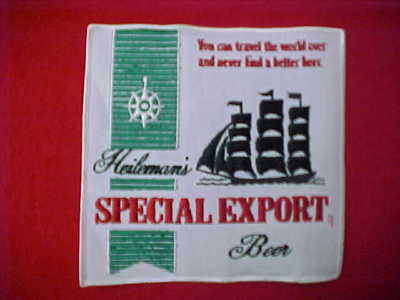 You can travel the world over
and never find a better beer.
Heileman's
SPECIAL EXPORT
Beer